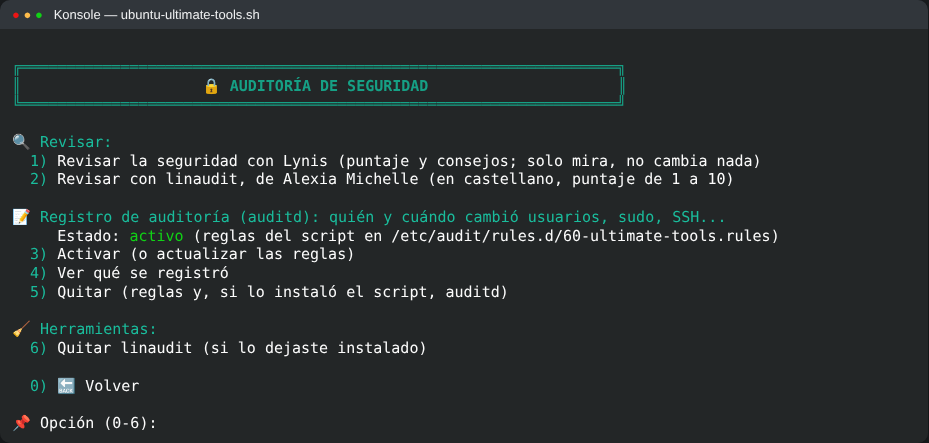 Konsole — ubuntu-ultimate-tools.sh
🔒 AUDITORÍA DE SEGURIDAD
🔍 Revisar:
1) Revisar la seguridad con Lynis (puntaje y consejos; solo mira, no cambia nada)
2) Revisar con linaudit, de Alexia Michelle (en castellano, puntaje de 1 a 10)
📝 Registro de auditoría (auditd): quién y cuándo cambió usuarios, sudo, SSH...
Estado: activo (reglas del script en /etc/audit/rules.d/60-ultimate-tools.rules)
3) Activar (o actualizar las reglas)
4) Ver qué se registró
5) Quitar (reglas y, si lo instaló el script, auditd)
🧹 Herramientas:
6) Quitar linaudit (si lo dejaste instalado)
0) 🔙 Volver
📌 Opción (0-6):